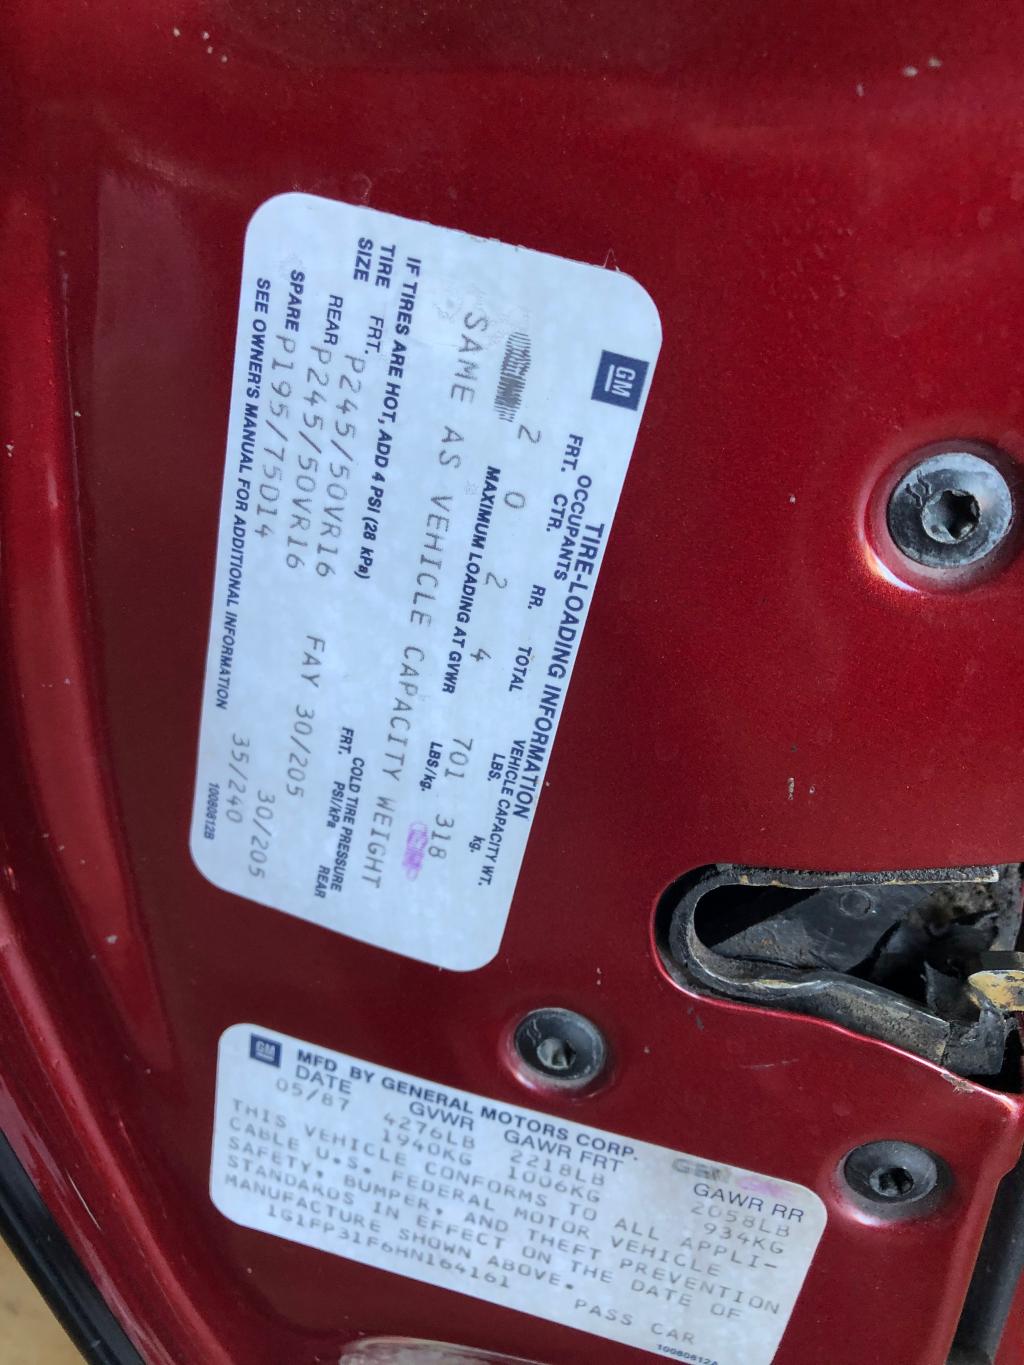 GM
TIRE-LOADING INFORMATION
OCCUPANTS VEHICLE CAPACITY WT.
FRT. CTR. RR. TOTAL LBS. kg.
2 0 2 4 701 318
MAXIMUM LOADING AT GVWR LBS/kg.
SAME AS VEHICLE CAPACITY WEIGHT
IF TIRES ARE HOT, ADD 4 PSI (28 kPa)
COLD TIRE PRESSURE
TIRE FRT. P245/50VR16 FRT. PSI/kPa REAR
SIZE REAR P245/50VR16 FAY 30/205 30/205
SPARE P195/75D14 35/240
SEE OWNER'S MANUAL FOR ADDITIONAL INFORMATION 10080812B
GM MFD BY GENERAL MOTORS CORP.
DATE GVWR GAWR FRT GAWR RR
05/87 4276LB 2218LB 2058LB
1940KG 1006KG 934KG
THIS VEHICLE CONFORMS TO ALL APPLI-
CABLE U.S. FEDERAL MOTOR VEHICLE
SAFETY, BUMPER, AND THEFT PREVENTION
STANDARDS IN EFFECT ON THE DATE OF
MANUFACTURE SHOWN ABOVE.
1G1FP31F6HN164161 PASS CAR
10080812A